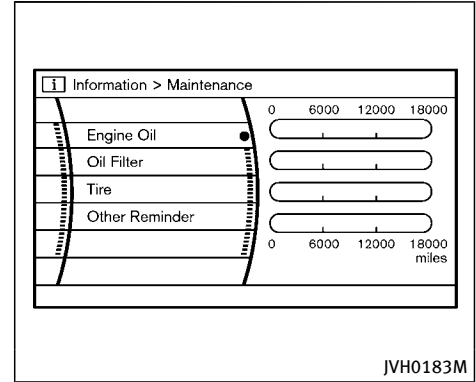 i Information > Maintenance
0 6000 12000 18000
Engine Oil
Oil Filter
Tire
Other Reminder
0 6000 12000 18000
miles
JVH0183M